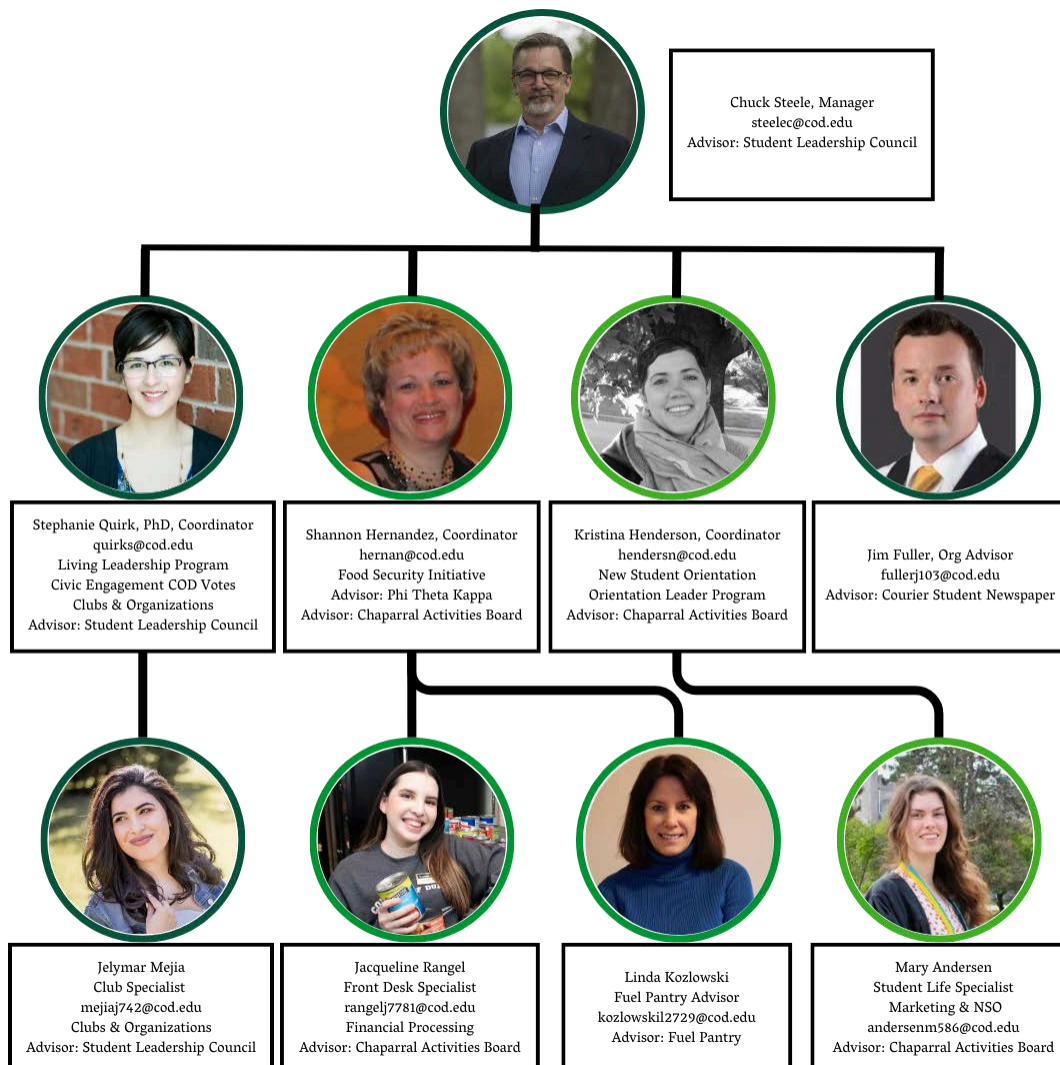 Chuck Steele, Manager
steelec@cod.edu
Advisor: Student Leadership Council
Stephanie Quirk, PhD, Coordinator
quirks@cod.edu
Living Leadership Program
Civic Engagement COD Votes
Clubs & Organizations
Advisor: Student Leadership Council
Shannon Hernandez, Coordinator
hernan@cod.edu
Food Security Initiative
Advisor: Phi Theta Kappa
Advisor: Chaparral Activities Board
Kristina Henderson, Coordinator
hendersn@cod.edu
New Student Orientation
Orientation Leader Program
Advisor: Chaparral Activities Board
Jim Fuller, Org Advisor
fullerj103@cod.edu
Advisor: Courier Student Newspaper
Jelymar Mejia
Club Specialist
mejiaj742@cod.edu
Clubs & Organizations
Advisor: Student Leadership Council
Jacqueline Rangel
Front Desk Specialist
rangelj7781@cod.edu
Financial Processing
Advisor: Chaparral Activities Board
Linda Kozlowski
Fuel Pantry Advisor
kozlowskil2729@cod.edu
Advisor: Fuel Pantry
Mary Andersen
Student Life Specialist
Marketing & NSO
andersenm586@cod.edu
Advisor: Chaparral Activities Board